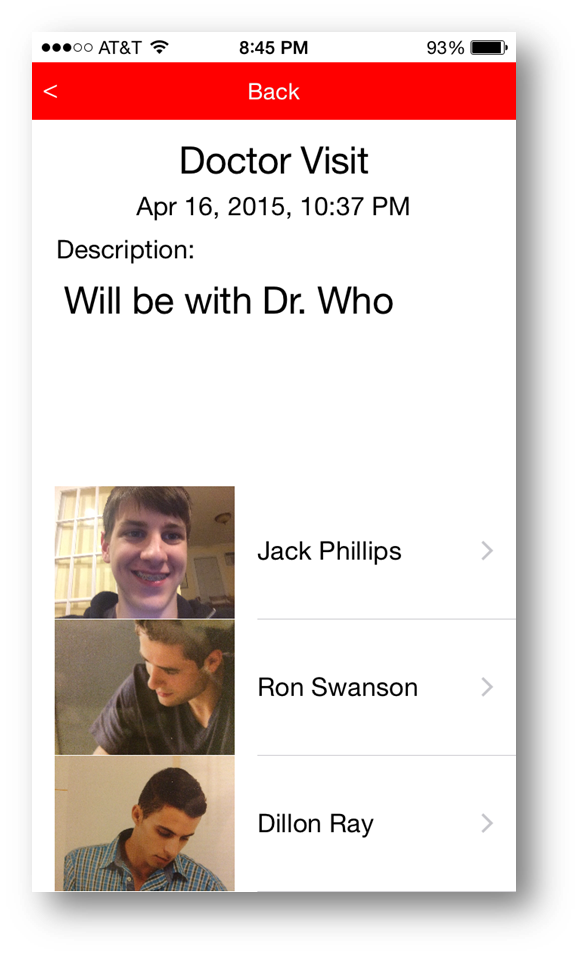 AT&T 8:45 PM 93%
< Back
Doctor Visit
Apr 16, 2015, 10:37 PM
Description:
Will be with Dr. Who
Jack Phillips
Ron Swanson
Dillon Ray